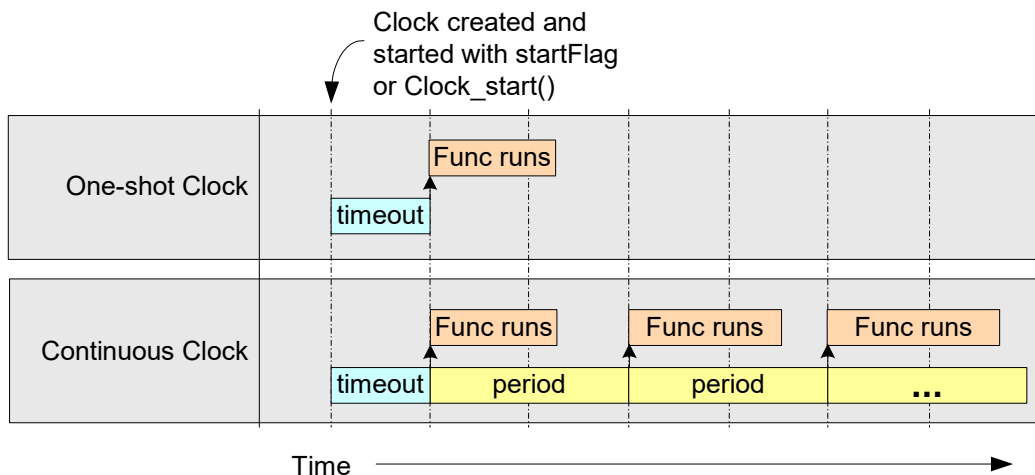 Clock created and
started with startFlag
or Clock_start()
One-shot Clock
Func runs
timeout
Continuous Clock
Func runs
Func runs
Func runs
timeout
period
period
...
Time